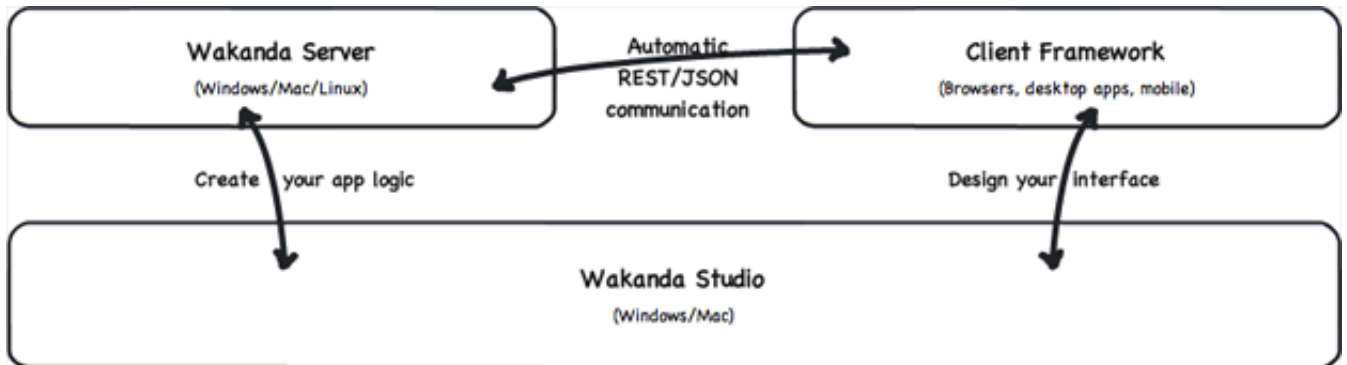 Wakanda Server
(Windows/Mac/Linux)
Automatic
REST/JSON
communication
Client Framework
(Browsers, desktop apps, mobile)
Create your app logic
Design your interface
Wakanda Studio
(Windows/Mac)